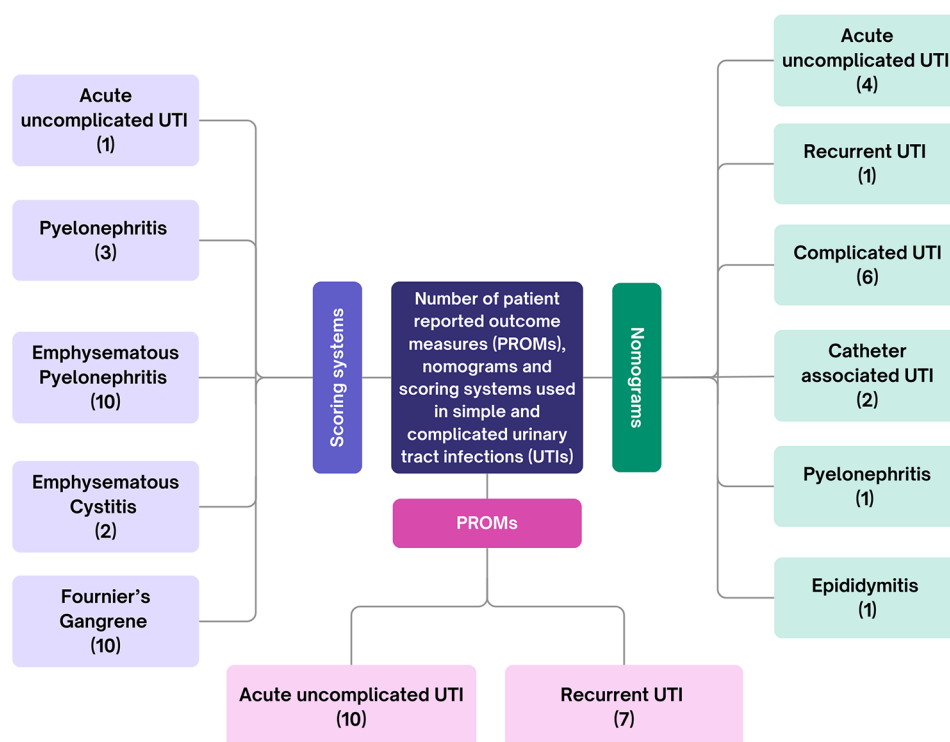 Acute
uncomplicated UTI
(1)
Pyelonephritis
(3)
Emphysematous
Pyelonephritis
(10)
Emphysematous
Cystitis
(2)
Fournier's
Gangrene
(10)
Scoring systems
Number of patient
reported outcome
measures (PROMs),
nomograms and
scoring systems used
in simple and
complicated urinary
tract infections (UTIs)
Nomograms
PROMs
Acute uncomplicated UTI
(10)
Recurrent UTI
(7)
Acute
uncomplicated UTI
(4)
Recurrent UTI
(1)
Complicated UTI
(6)
Catheter
associated UTI
(2)
Pyelonephritis
(1)
Epididymitis
(1)